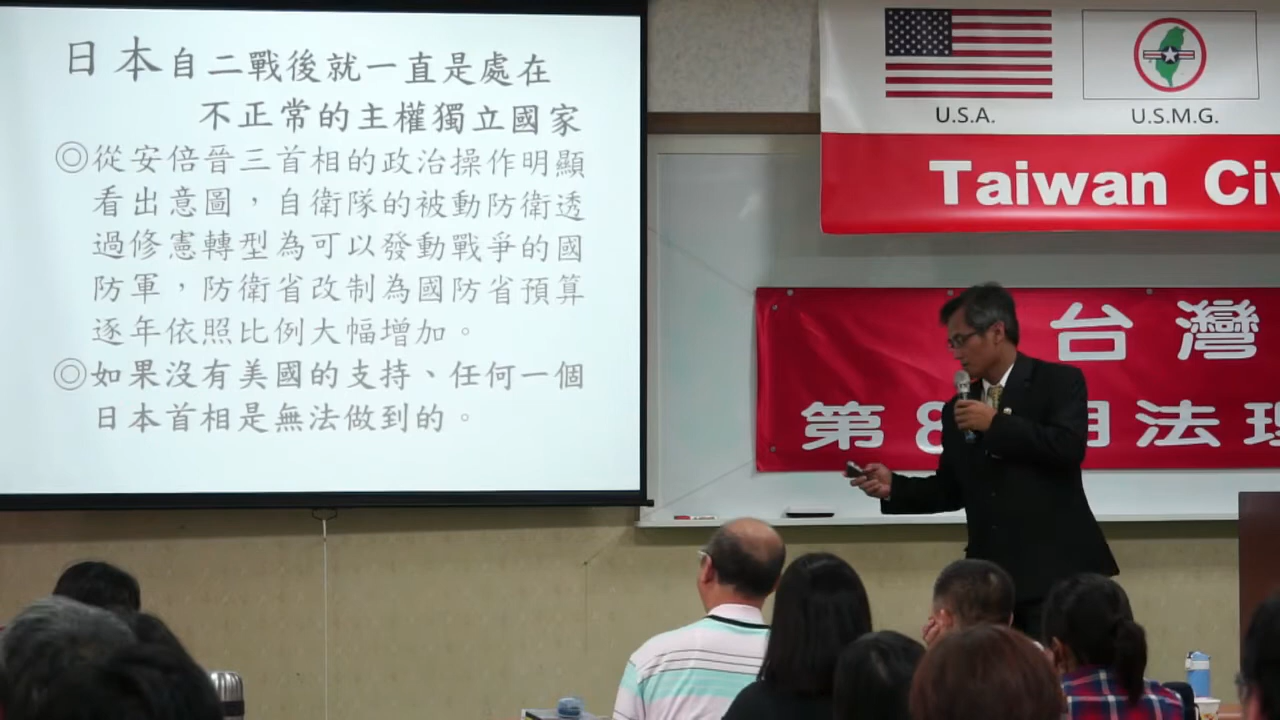 日本自二戰後就一直是處在
不正常的主權獨立國家
◎從安倍晉三首相的政治操作明顯
看出意圖，自衛隊的被動防衛透
過修憲轉型為可以發動戰爭的國
防軍，防衛省改制為國防省預算
逐年依照比例大幅增加。
◎如果沒有美國的支持、任何一個
日本首相是無法做到的。
U.S.A.
U.S.M.G.
Taiwan
台灣
第8 期法理